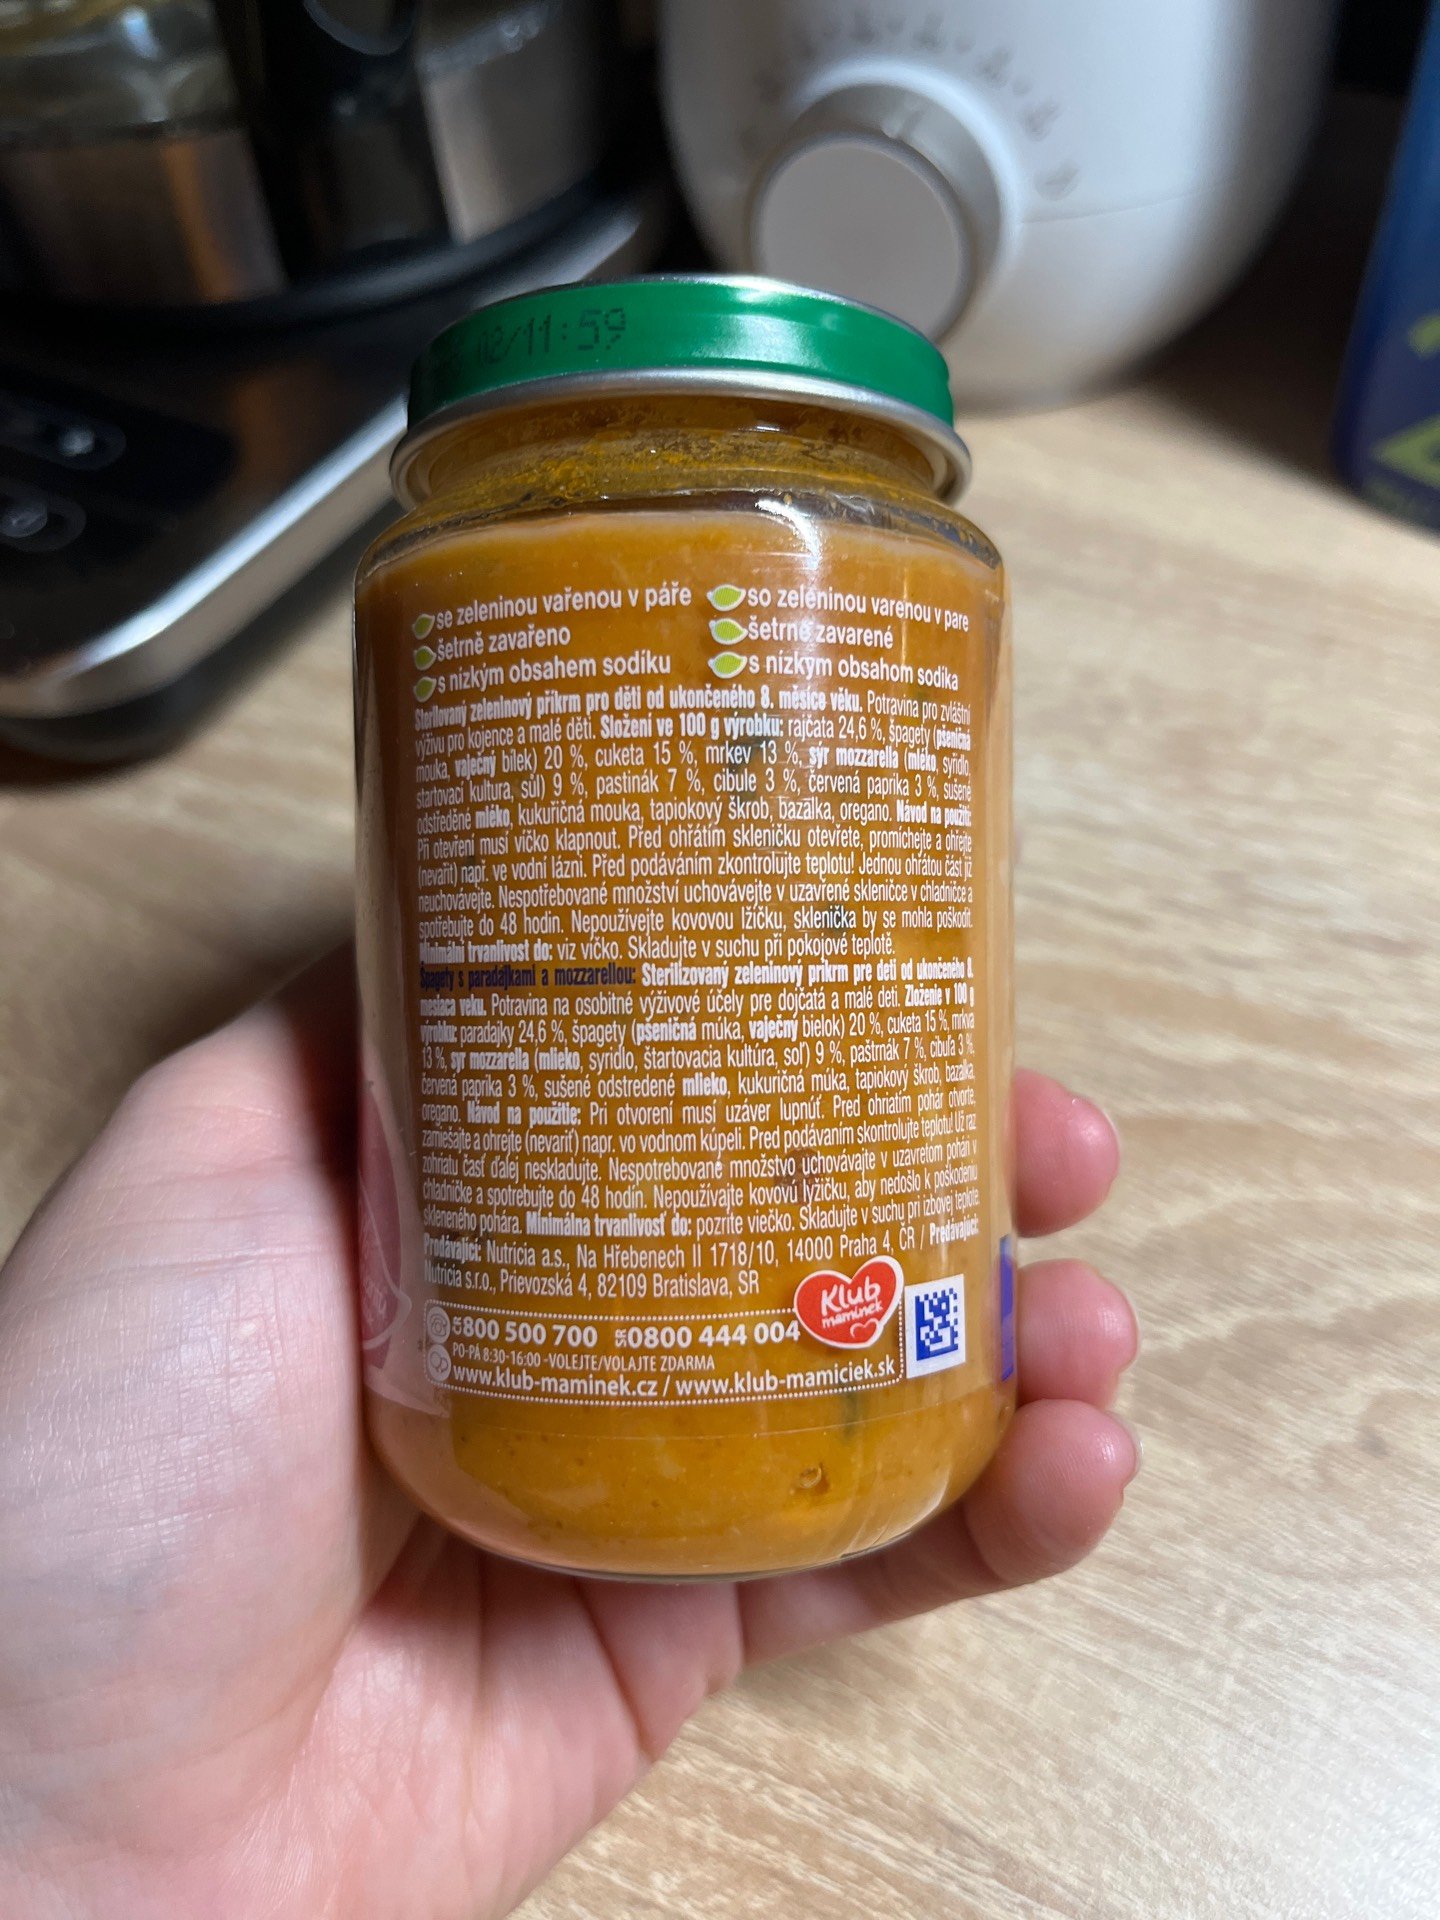 02/11:59
se zeleninou vařenou v páře
šetrně zavařeno
s nízkým obsahem sodíku
so zeleninou varenou v pare
šetrne zavarené
s nízkym obsahom sodíka
Sterilovaný zeleninový příkrm pro děti od ukončeného 8. měsíce věku. Potravina pro zvláštní
výživu pro kojence a malé děti. Složení ve 100 g výrobku: rajčata 24,6 %, špagety (pšeničná
mouka, vaječný bílek) 20 %, cuketa 15 %, mrkev 13 %, sýr mozzarella (mléko, syřidlo,
startovací kultura, sůl) 9 %, pastinák 7 %, cibule 3 %, červená paprika 3 %, sušené
odstředěné mléko, kukuřičná mouka, tapiokový škrob, bazalka, oregano. Návod na použití:
Při otevření musí víčko klapnout. Před ohřátím skleničku otevřete, promíchejte a ohřejte
(nevařit) např. ve vodní lázni. Před podáváním zkontrolujte teplotu! Jednou ohřátou část již
neuchovávejte. Nespotřebované množství uchovávejte v uzavřené skleničce v chladničce a
spotřebujte do 48 hodin. Nepoužívejte kovovou lžičku, sklenička by se mohla poškodit.
Minimální trvanlivost do: viz víčko. Skladujte v suchu při pokojové teplotě.
Špagety s paradajkami a mozzarellou: Sterilizovaný zeleninový príkrm pre deti od ukončeného 8.
mesiaca veku. Potravina na osobitné výživové účely pre dojčatá a malé deti. Zloženie v 100 g
výrobku: paradajky 24,6 %, špagety (pšeničná múka, vaječný bielok) 20 %, cuketa 15 %, mrkva
13 %, syr mozzarella (mlieko, syridlo, štartovacia kultúra, soľ) 9 %, paštrnák 7 %, cibuľa 3 %,
červená paprika 3 %, sušené odstredené mlieko, kukuričná múka, tapiokový škrob, bazalka,
oregano. Návod na použitie: Pri otvorení musí uzáver lupnúť. Pred ohriatím pohár otvorte,
zamiešajte a ohrejte (nevariť) napr. vo vodnom kúpeli. Pred podávaním skontrolujte teplotu! Už raz
zohriatu časť ďalej neskladujte. Nespotrebované množstvo uchovávajte v uzavretom pohári v
chladničke a spotrebujte do 48 hodín. Nepoužívajte kovovú lyžičku, aby nedošlo k poškodeniu
skleneného pohára. Minimálna trvanlivosť do: pozrite viečko. Skladujte v suchu pri izbovej teplote.
Prodávající: Nutricia a.s., Na Hřebenech II 1718/10, 14000 Praha 4, ČR / Predávajúci:
Nutricia s.r.o., Prievozská 4, 82109 Bratislava, SR
Klub
maminek
ČR 800 500 700 SR 0800 444 004
PO-PÁ 8:30-16:00 -VOLEJTE/VOLAJTE ZDARMA
www.klub-maminek.cz / www.klub-mamiciek.sk